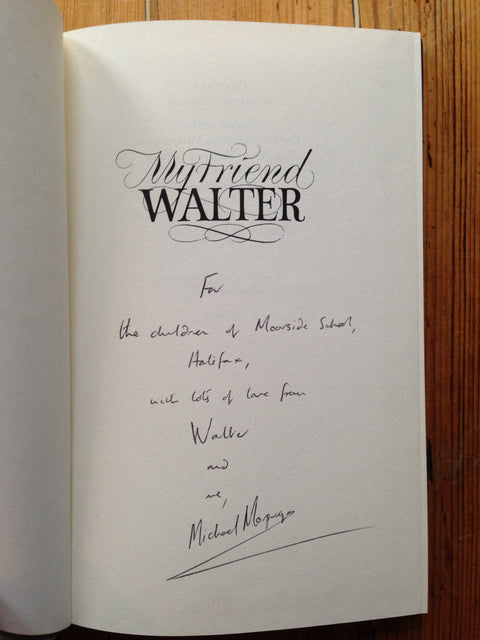 My Friend
WALTER
For
the children of Moorside School,
Halifax,
with lots of love from
Walter
and
me,
Michael Morpurgo